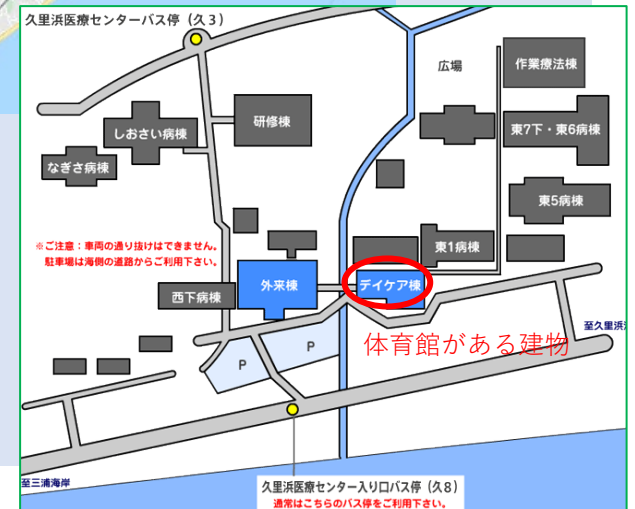 久里浜医療センターバス停（久３）
広場
作業療法棟
しおさい病棟
研修棟
東7下・東6病棟
なぎさ病棟
東5病棟
※ご注意：車両の通り抜けはできません。
駐車場は海側の道路からご利用下さい。
東1病棟
西下病棟
外来棟
デイケア棟
至久里浜
体育館がある建物
P
P
至三浦海岸
久里浜医療センター入り口バス停（久８）
通常はこちらのバス停をご利用下さい。